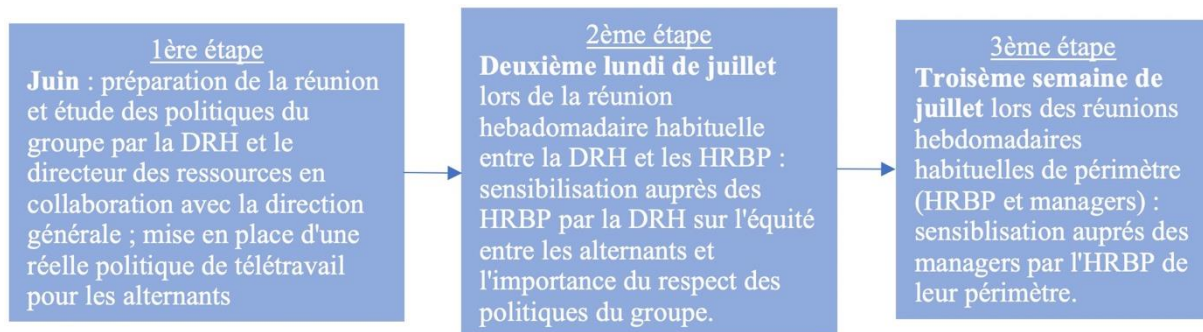 1ère étape
Juin : préparation de la réunion
et étude des politiques du
groupe par la DRH et le
directeur des ressources en
collaboration avec la direction
générale ; mise en place d'une
réelle politique de télétravail
pour les alternants
2ème étape
Deuxième lundi de juillet
lors de la réunion
hebadomadaire habituelle
entre la DRH et les HRBP :
sensibilisation auprès des
HRBP par la DRH sur l'équité
entre les alternants et
l'importance du respect des
politiques du groupe.
3ème étape
Troisème semaine de
juillet lors des réunions
hebdomadaires
habituelles de périmètre
(HRBP et managers) :
sensiblisation auprés des
managers par l'HRBP de
leur périmètre.